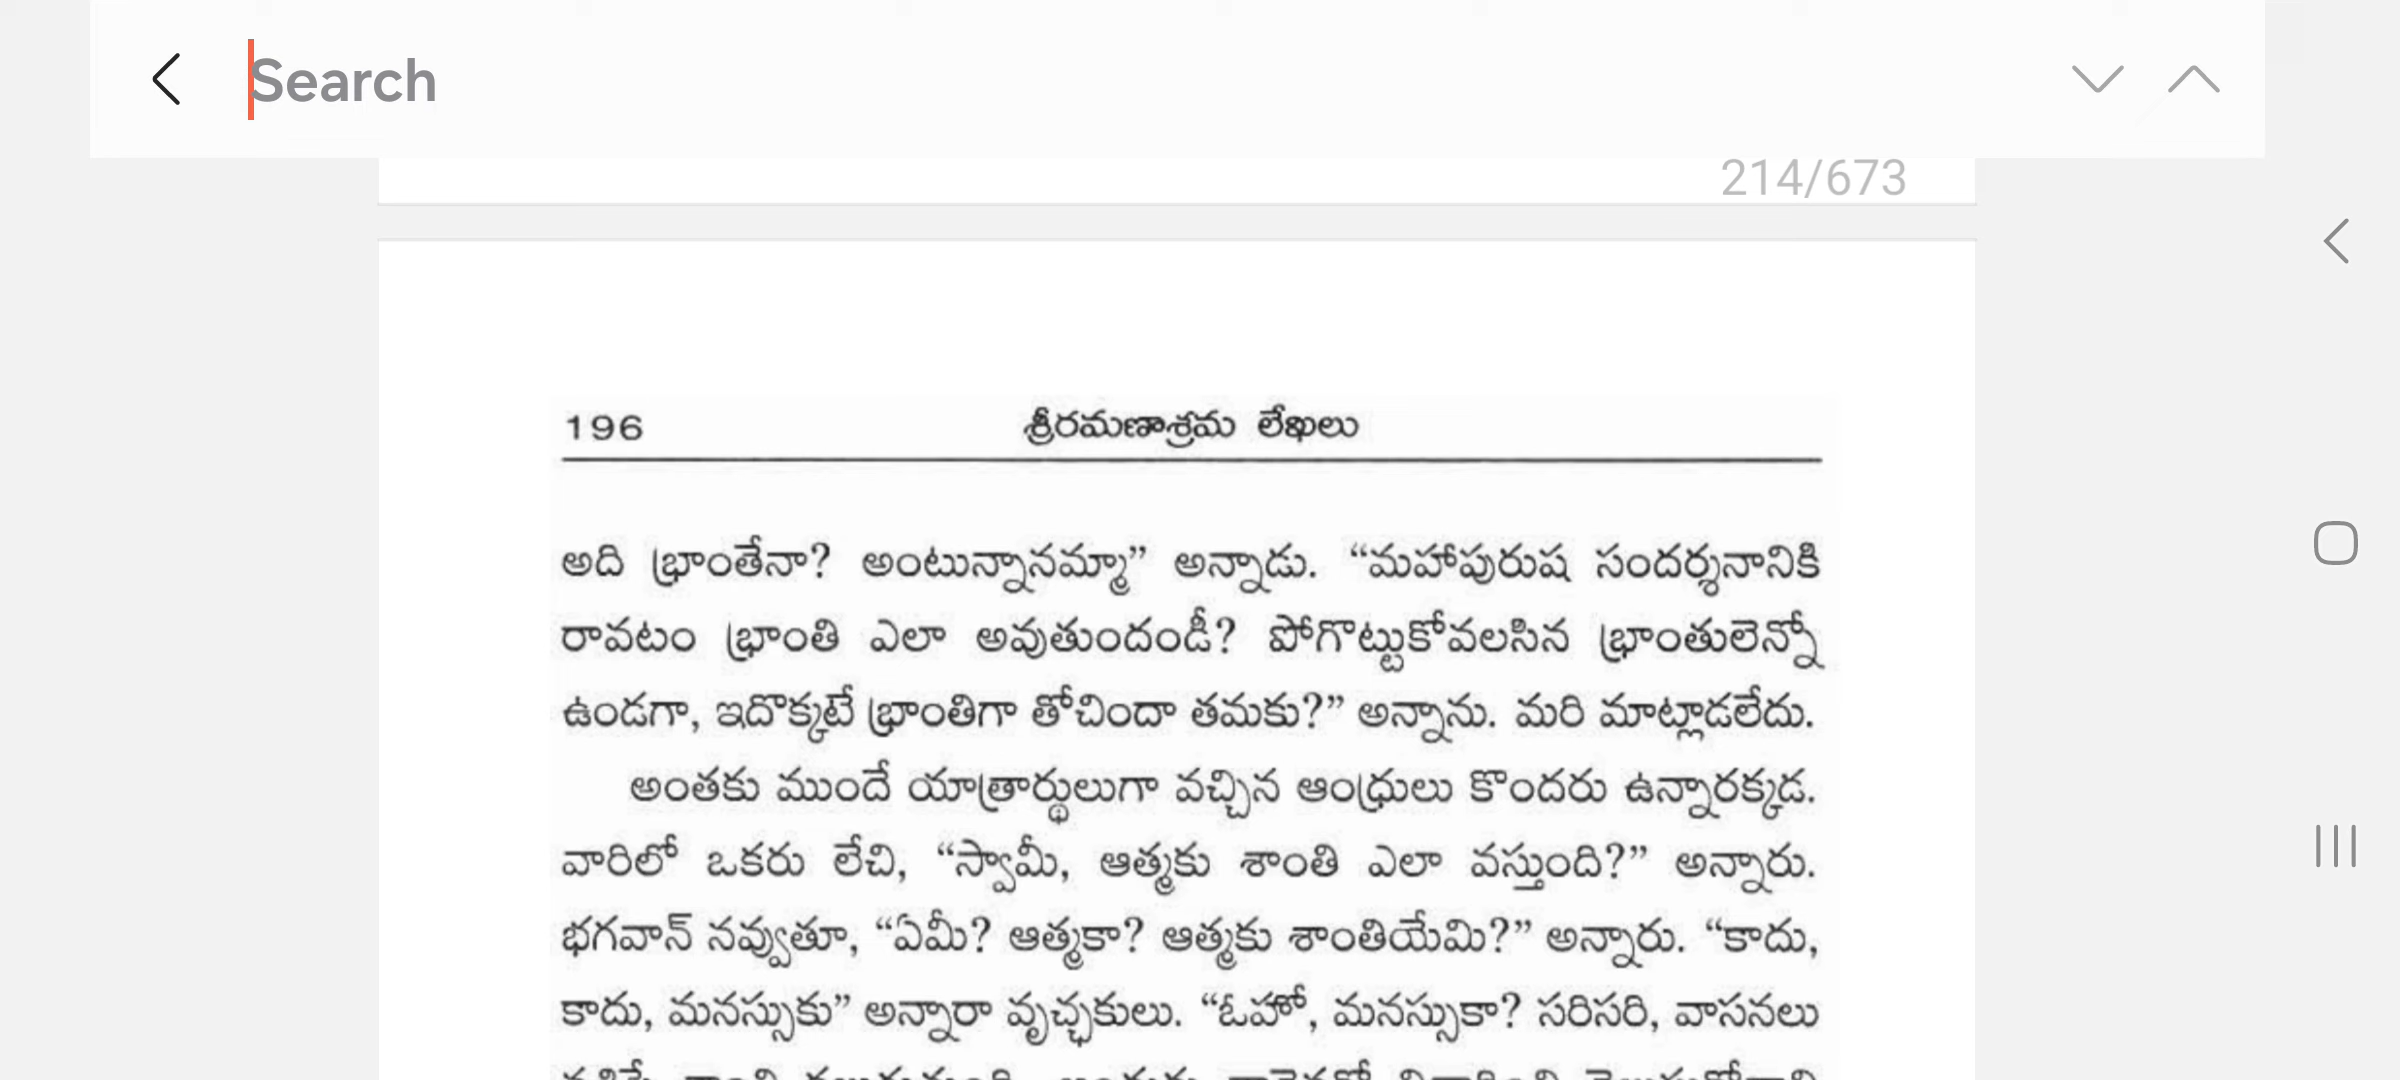 Search
214/673
196 శ్రీరమణాశ్రమ లేఖలు
అది భ్రాంతేనా? అంటున్నానమ్మా” అన్నాడు. “మహాపురుష సందర్శనానికి
రావటం భ్రాంతి ఎలా అవుతుందండీ? పోగొట్టుకోవలసిన భ్రాంతులెన్నో
ఉండగా, ఇదొక్కటే భ్రాంతిగా తోచిందా తమకు?” అన్నాను. మరి మాట్లాడలేదు.
అంతకు ముందే యాత్రార్థులుగా వచ్చిన ఆంధ్రులు కొందరు ఉన్నారక్కడ.
వారిలో ఒకరు లేచి, “స్వామీ, ఆత్మకు శాంతి ఎలా వస్తుంది?” అన్నారు.
భగవాన్ నవ్వుతూ, “ఏమీ? ఆత్మకా? ఆత్మకు శాంతియేమి?” అన్నారు. “కాదు,
కాదు, మనస్సుకు” అన్నారా వృచ్ఛకులు. “ఓహో, మనస్సుకా? సరిసరి, వాసనలు